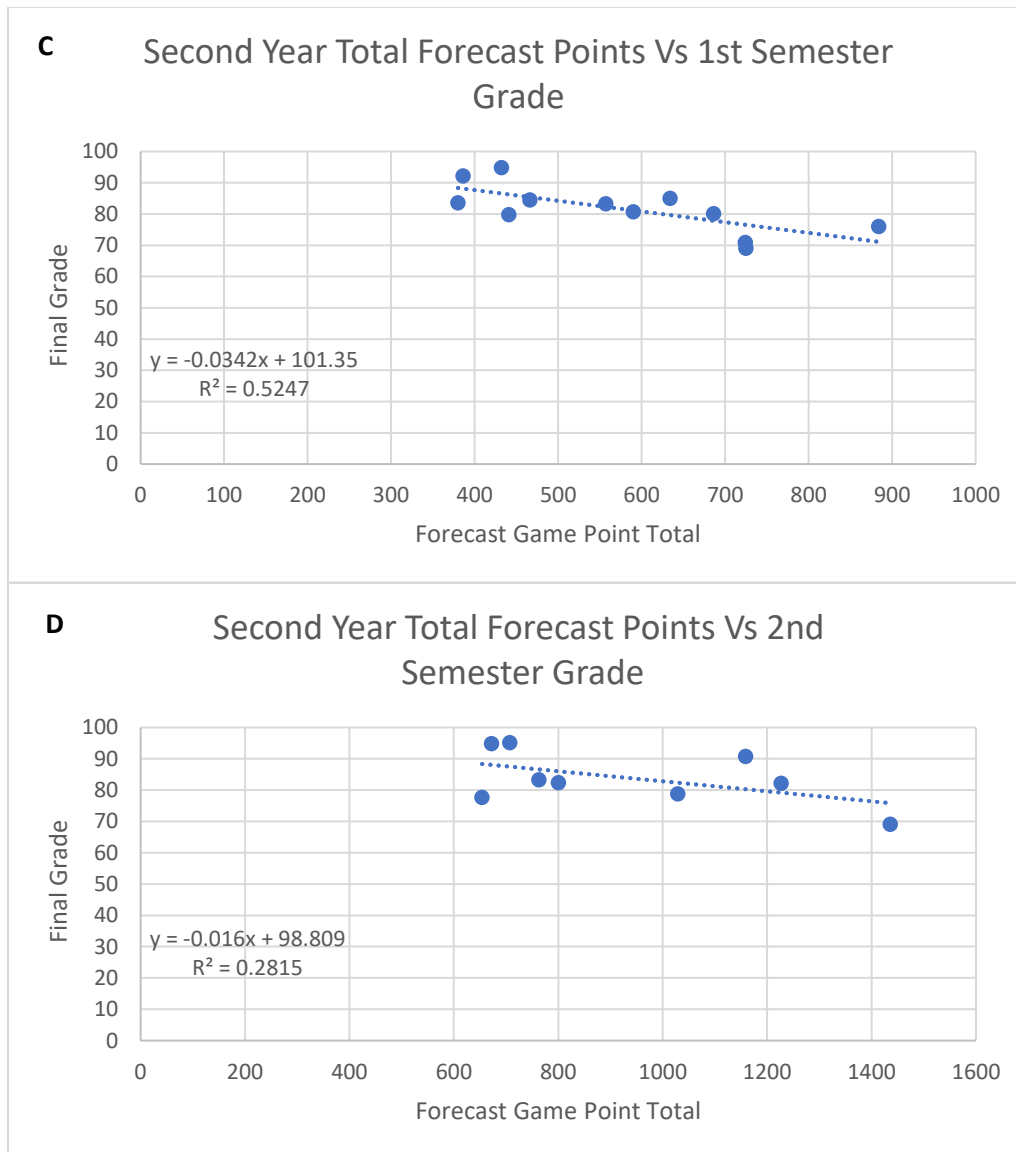 C
Second Year Total Forecast Points Vs 1st Semester
Grade
100
90
80
70
60
50
40
30
20
10
0
Final Grade
y = -0.0342x + 101.35
R² = 0.5247
0 100 200 300 400 500 600 700 800 900 1000
Forecast Game Point Total
D
Second Year Total Forecast Points Vs 2nd
Semester Grade
100
90
80
70
60
50
40
30
20
10
0
Final Grade
y = -0.016x + 98.809
R² = 0.2815
0 200 400 600 800 1000 1200 1400 1600
Forecast Game Point Total